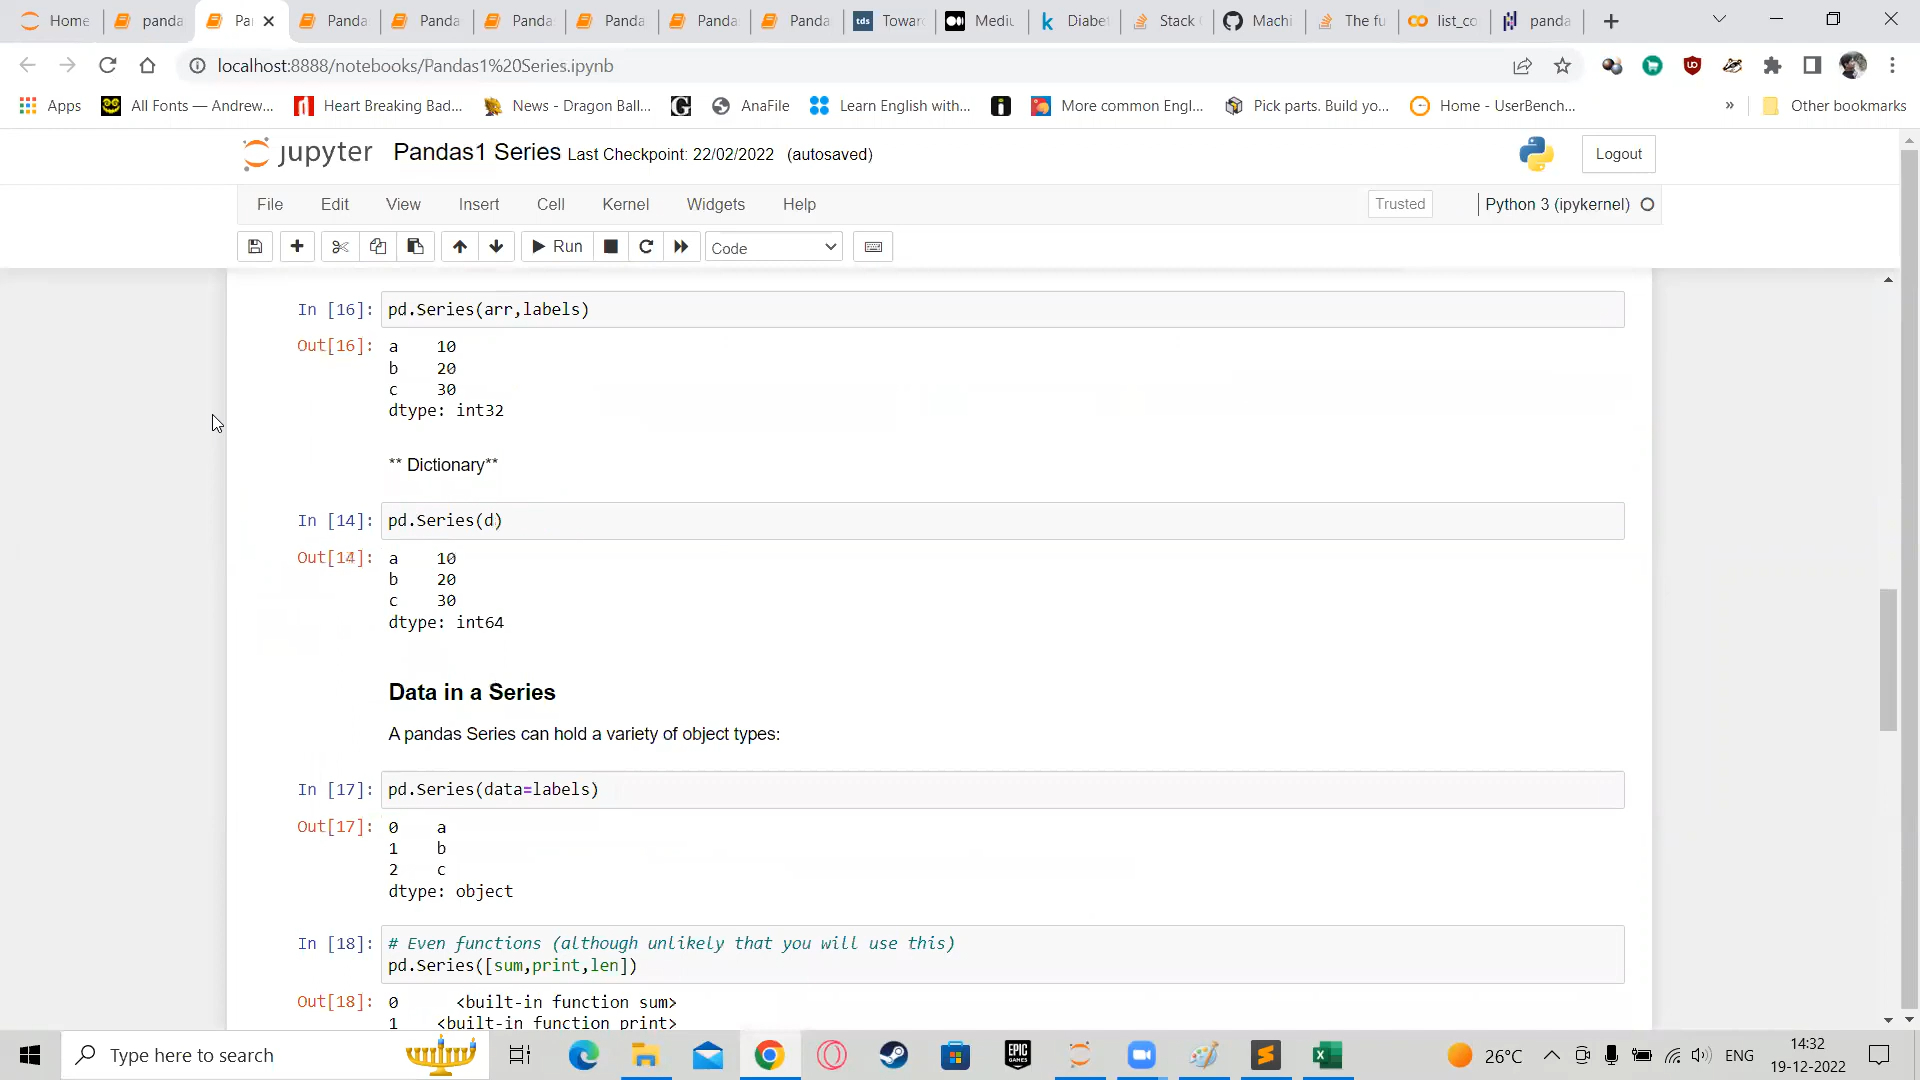 Home panda Par Panda Panda Panda Panda Panda Panda Towar Mediu Diabet Stack Machi The fu list_co panda
localhost:8888/notebooks/Pandas1%20Series.ipynb
Apps All Fonts — Andrew... Heart Breaking Bad... News - Dragon Ball... AnaFile Learn English with... More common Engl... Pick parts. Build yo... Home - UserBench... » Other bookmarks
jupyter Pandas1 Series Last Checkpoint: 22/02/2022 (autosaved) Logout
File Edit View Insert Cell Kernel Widgets Help Trusted Python 3 (ipykernel)
Run Code
In [16]: pd.Series(arr,labels)
Out[16]: a 10
b 20
c 30
dtype: int32
** Dictionary**
In [14]: pd.Series(d)
Out[14]: a 10
b 20
c 30
dtype: int64
Data in a Series
A pandas Series can hold a variety of object types:
In [17]: pd.Series(data=labels)
Out[17]: 0 a
1 b
2 c
dtype: object
In [18]: # Even functions (although unlikely that you will use this)
pd.Series([sum,print,len])
Out[18]: 0 <built-in function sum>
1 <built-in function print>
Type here to search EPIC GAMES 26°C ENG 14:32
19-12-2022